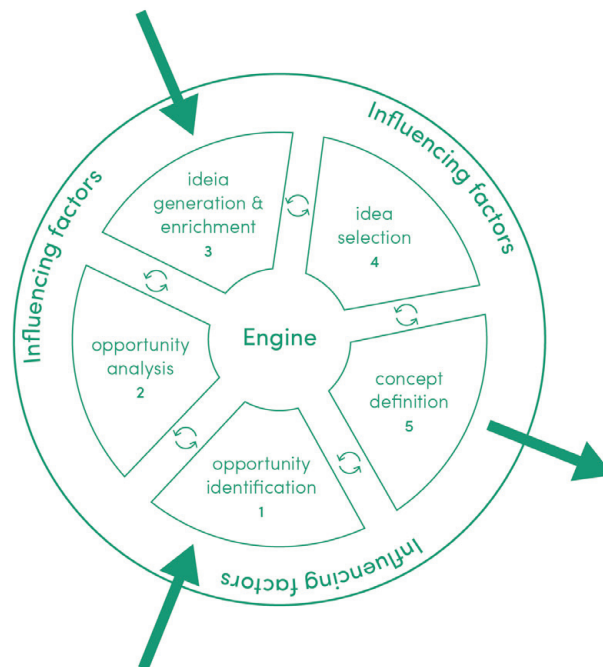 Influencing factors
Influencing factors
ideia
generation &
enrichment
3
idea
selection
4
Engine
opportunity
analysis
2
concept
definition
5
opportunity
identification
1
Influencing factors